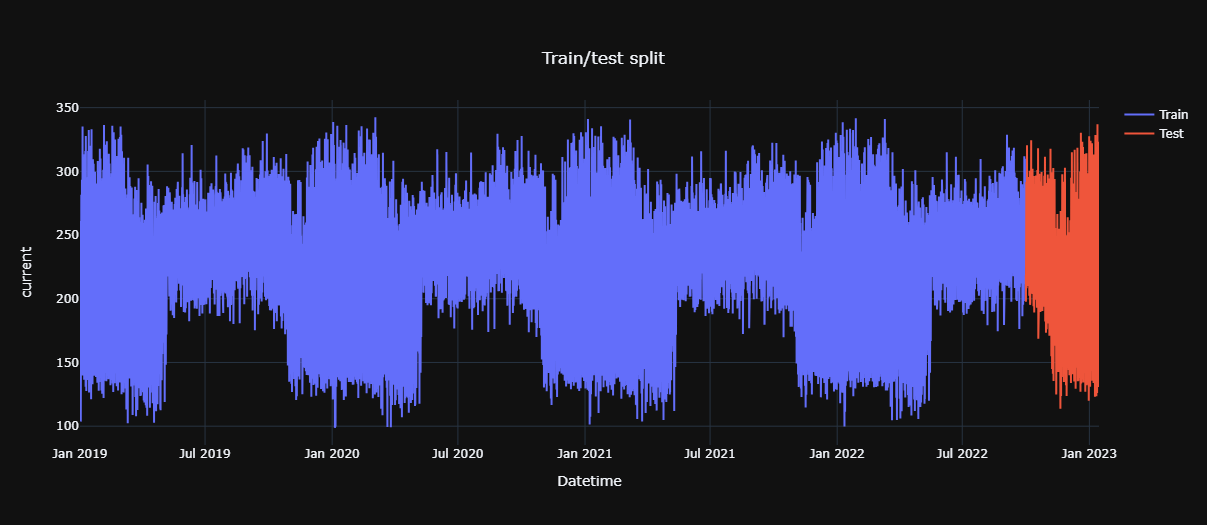 Train/test split
Train
Test
current
350
300
250
200
150
100
Jan 2019 Jul 2019 Jan 2020 Jul 2020 Jan 2021 Jul 2021 Jan 2022 Jul 2022 Jan 2023
Datetime